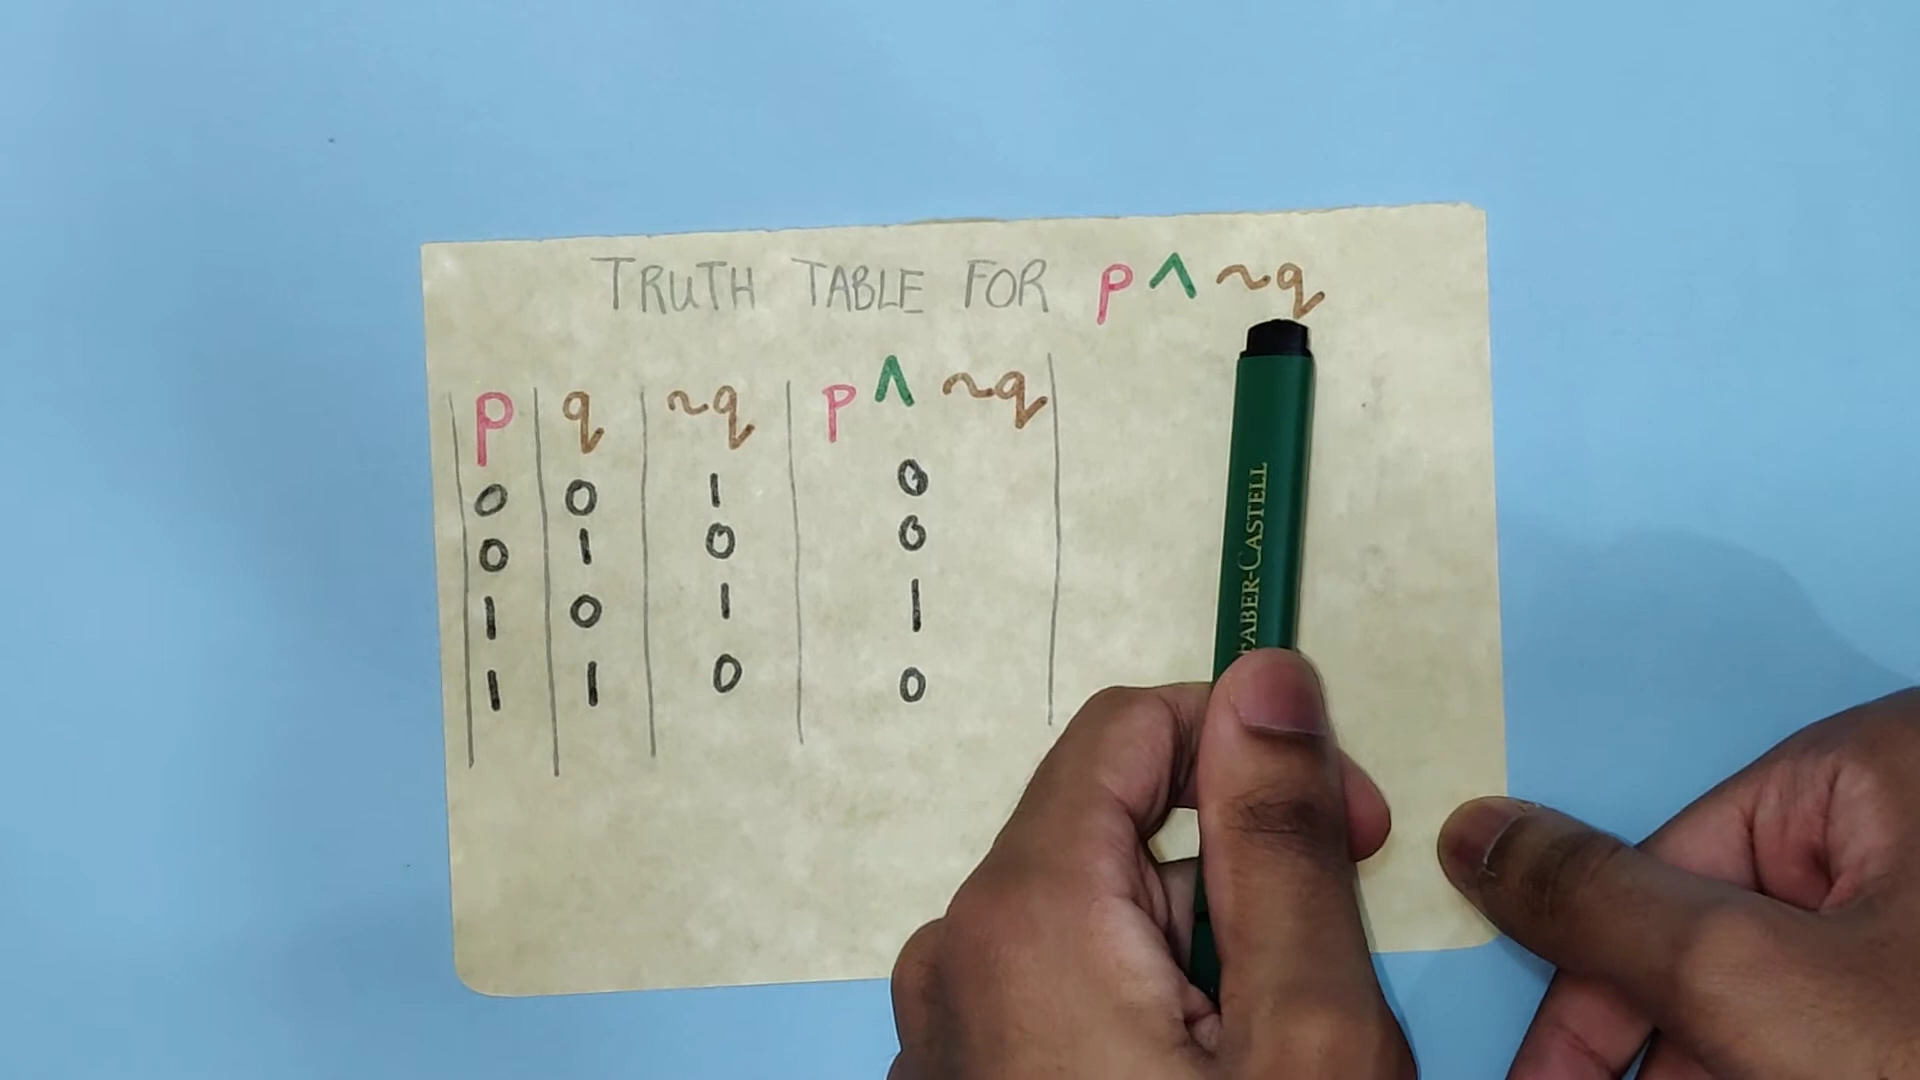 TRUTH TABLE FOR p ∧ ~q
p q ~q p ∧ ~q
0 0 1 0
0 1 0 0
1 0 1 1
1 1 0 0
FABER-CASTELL